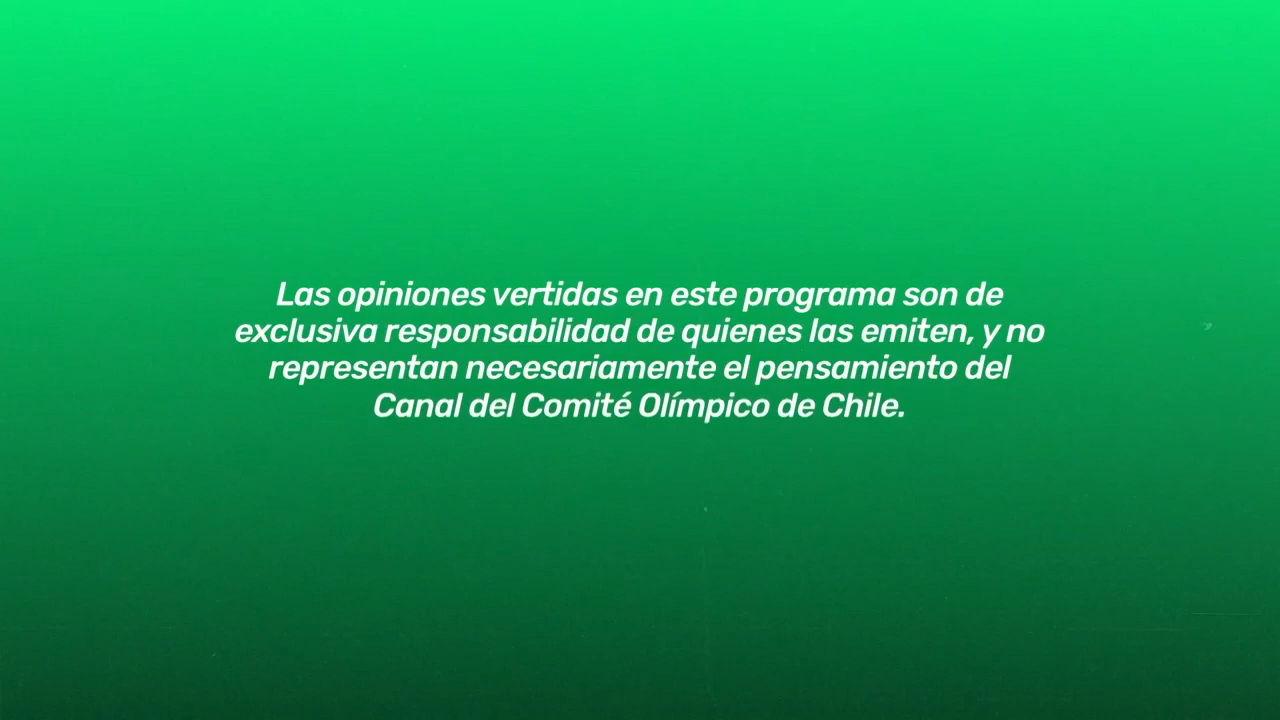 Las opiniones vertidas en este programa son de
exclusiva responsabilidad de quienes las emiten, y no
representan necesariamente el pensamiento del
Canal del Comité Olímpico de Chile.